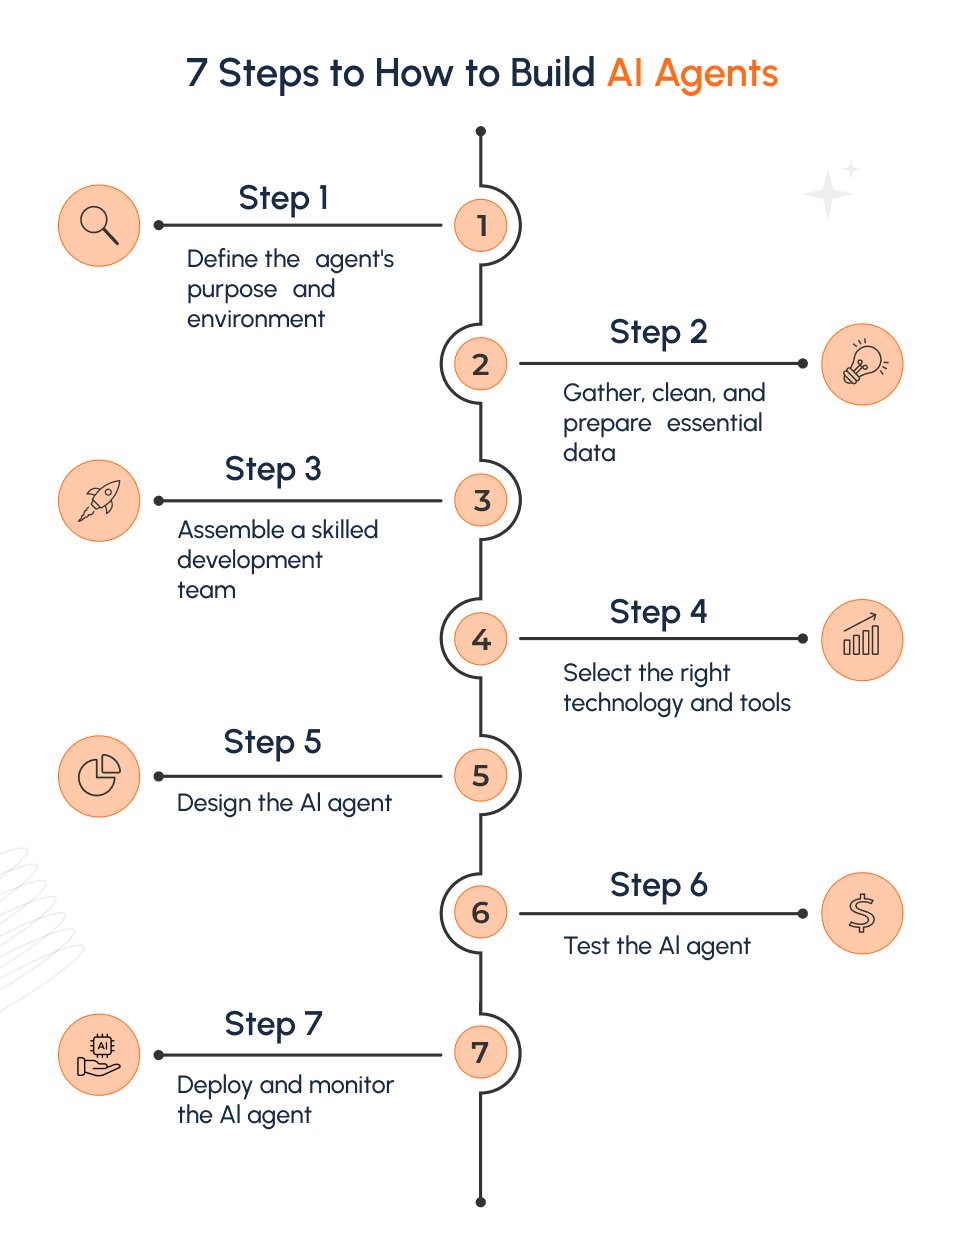 7 Steps to How to Build AI Agents
Step 1
1
Define the agent's
purpose and
environment
Step 2
2
Gather, clean, and
prepare essential
data
Step 3
3
Assemble a skilled
development
team
Step 4
4
Select the right
technology and tools
Step 5
5
Design the AI agent
Step 6
6
$
Test the AI agent
Step 7
7
AI
Deploy and monitor
the AI agent